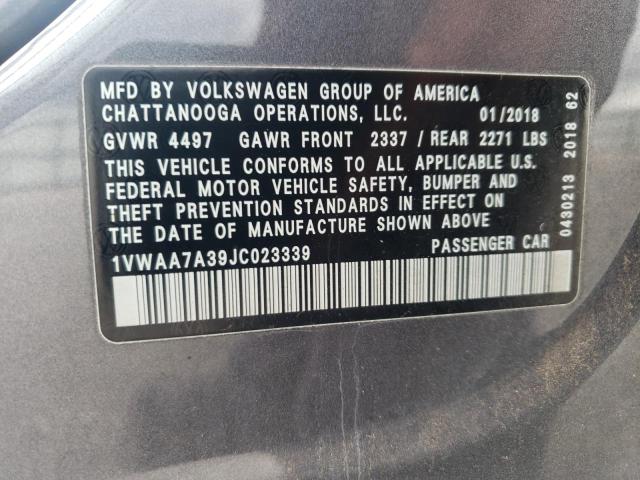 MFD BY VOLKSWAGEN GROUP OF AMERICA
CHATTANOOGA OPERATIONS, LLC. 01/2018
GVWR 4497 GAWR FRONT 2337 / REAR 2271 LBS
THIS VEHICLE CONFORMS TO ALL APPLICABLE U.S.
FEDERAL MOTOR VEHICLE SAFETY, BUMPER AND
THEFT PREVENTION STANDARDS IN EFFECT ON
THE DATE OF MANUFACTURE SHOWN ABOVE
1VWAA7A39JC023339 PASSENGER CAR
0430213 2018 62